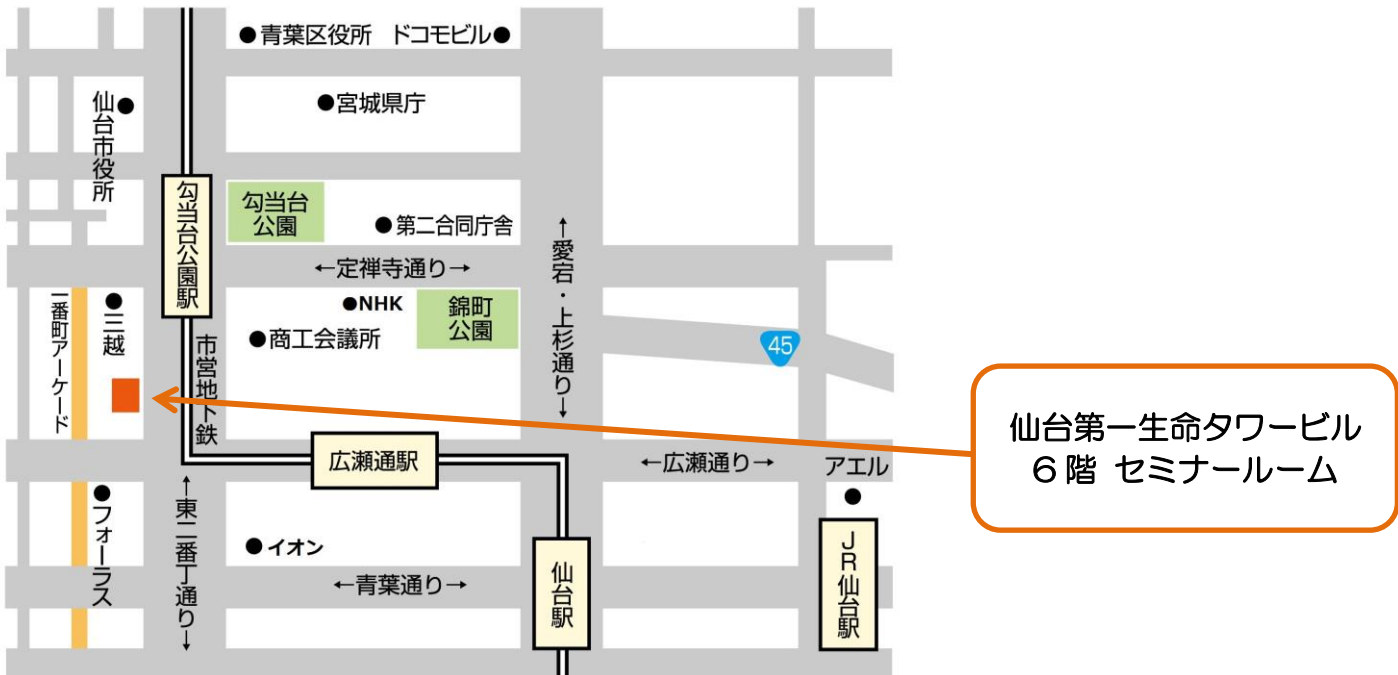 ●青葉区役所 ドコモビル●
仙台市役所●
●宮城県庁
勾当台公園駅
勾当台
公園
●第二合同庁舎
←愛宕・上杉通り→
←定禅寺通り→
一番町アーケード
●三越
●NHK
錦町
公園
●商工会議所
市営地下鉄
45
仙台第一生命タワービル
6階 セミナールーム
広瀬通駅
←広瀬通り→
アエル
●
●フォーラス
←東二番丁通り→
●イオン
←青葉通り→
仙台駅
JR仙台駅